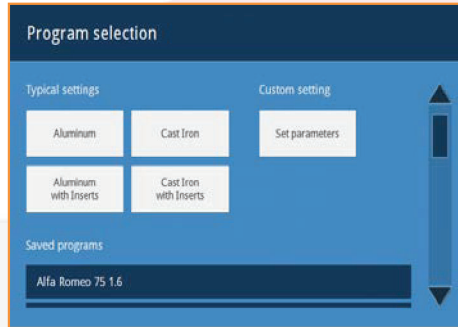 Program selection
Typical settings
Custom setting
Aluminum
Cast Iron
Set parameters
Aluminum
with Inserts
Cast Iron
with Inserts
Saved programs
Alfa Romeo 75 1.6